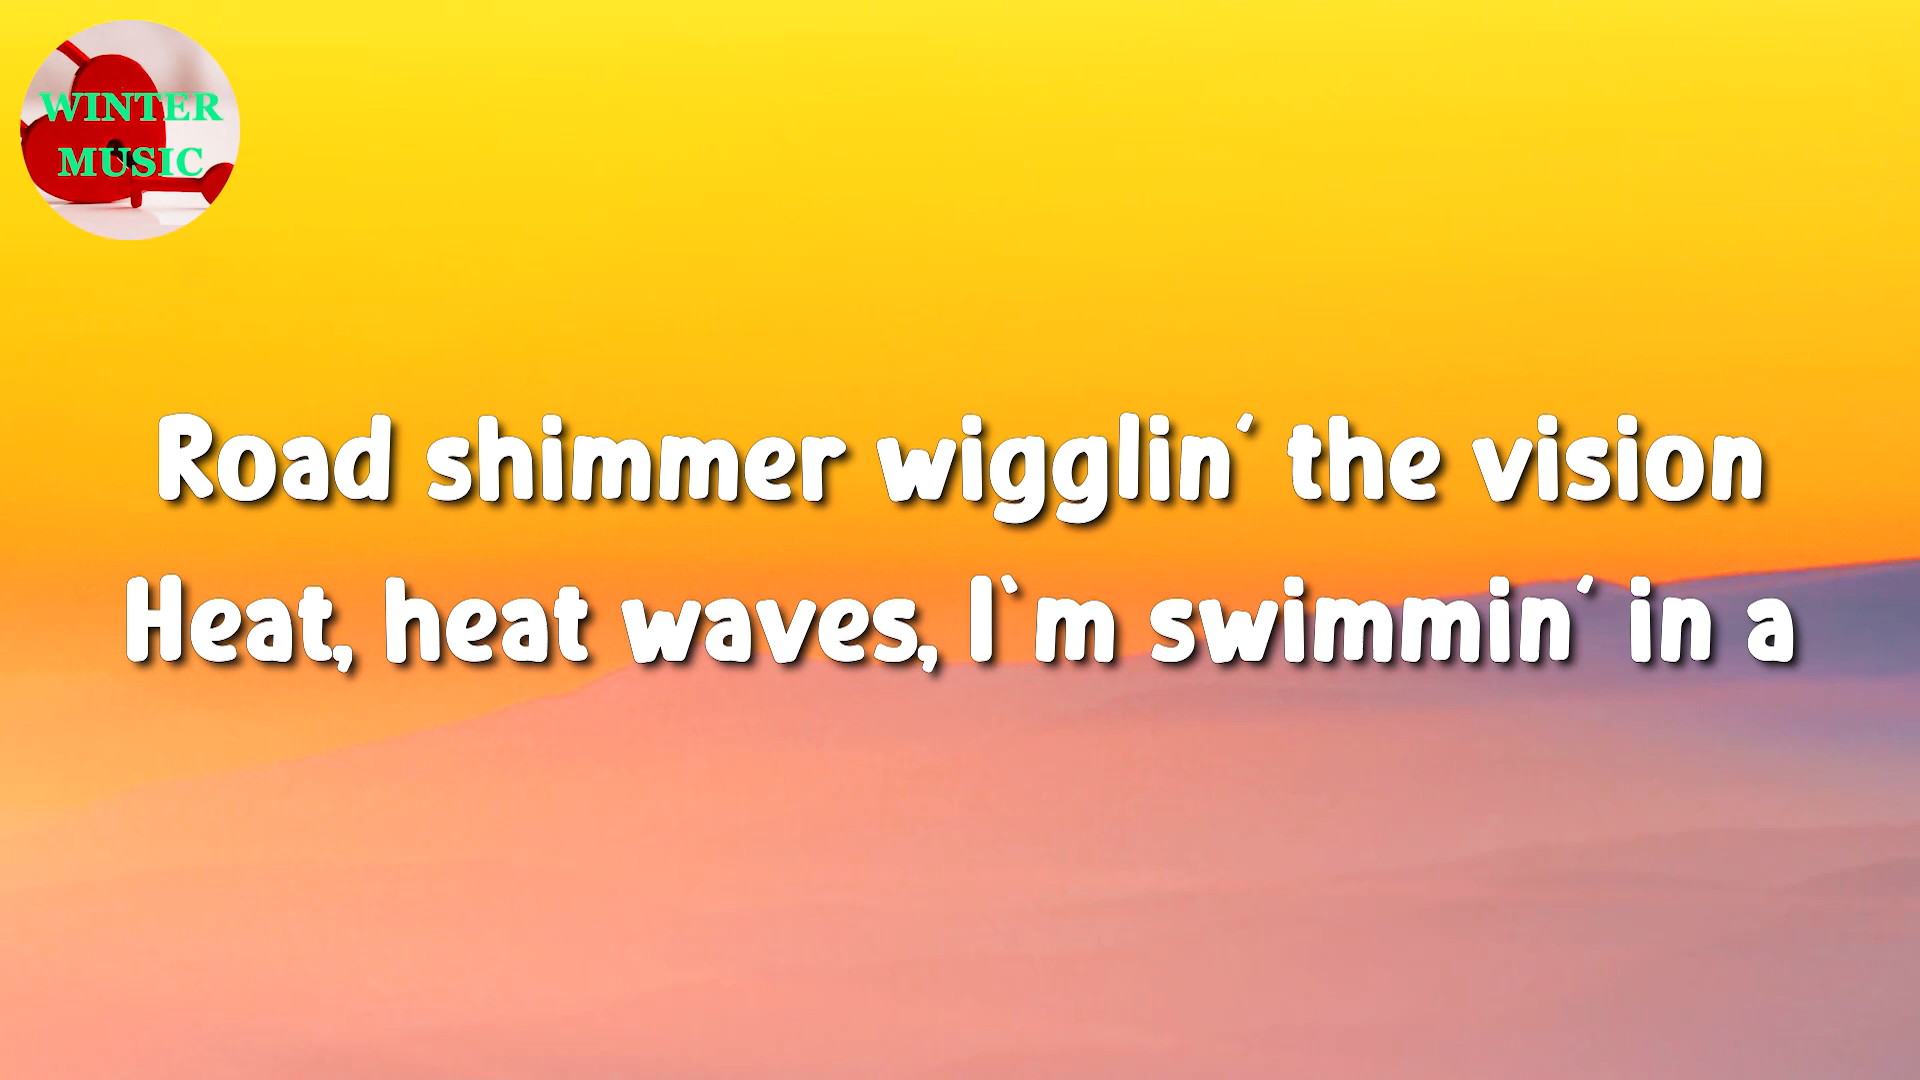 WINTER
MUSIC
Road shimmer wigglin' the vision
Heat, heat waves, I`m swimmin' in a